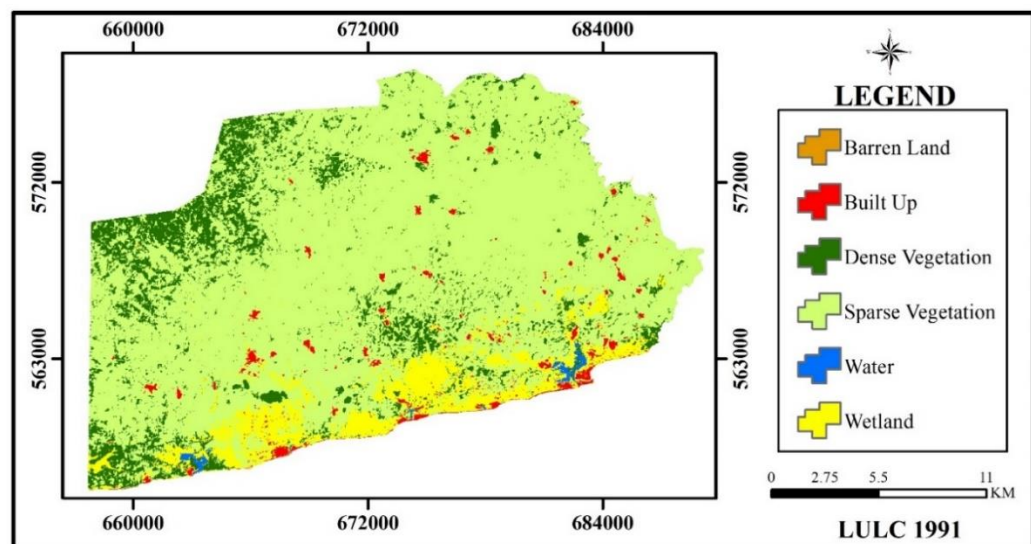 660000 672000 684000
572000
563000
572000
563000
660000 672000 684000
LEGEND
Barren Land
Built Up
Dense Vegetation
Sparse Vegetation
Water
Wetland
0 2.75 5.5 11
KM
LULC 1991